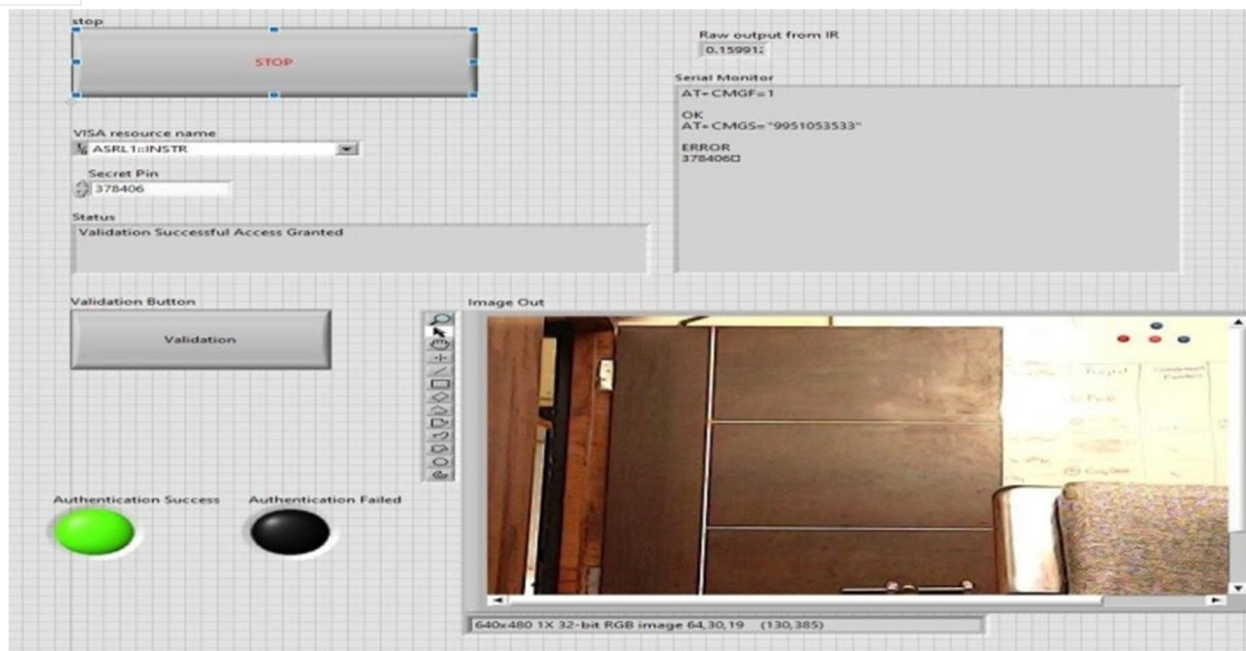 stop
STOP
Raw output from IR
0.15991
Serial Monitor
AT+CMGF=1
OK
AT+CMGS="9951053533"
ERROR
378406□
VISA resource name
ASRL1::INSTR
Secret Pin
378406
Status
Validation Successful Access Granted
Validation Button
Validation
Image Out
Authentication Success
Authentication Failed
640x480 1X 32-bit RGB image 64,30,19 (130,385)